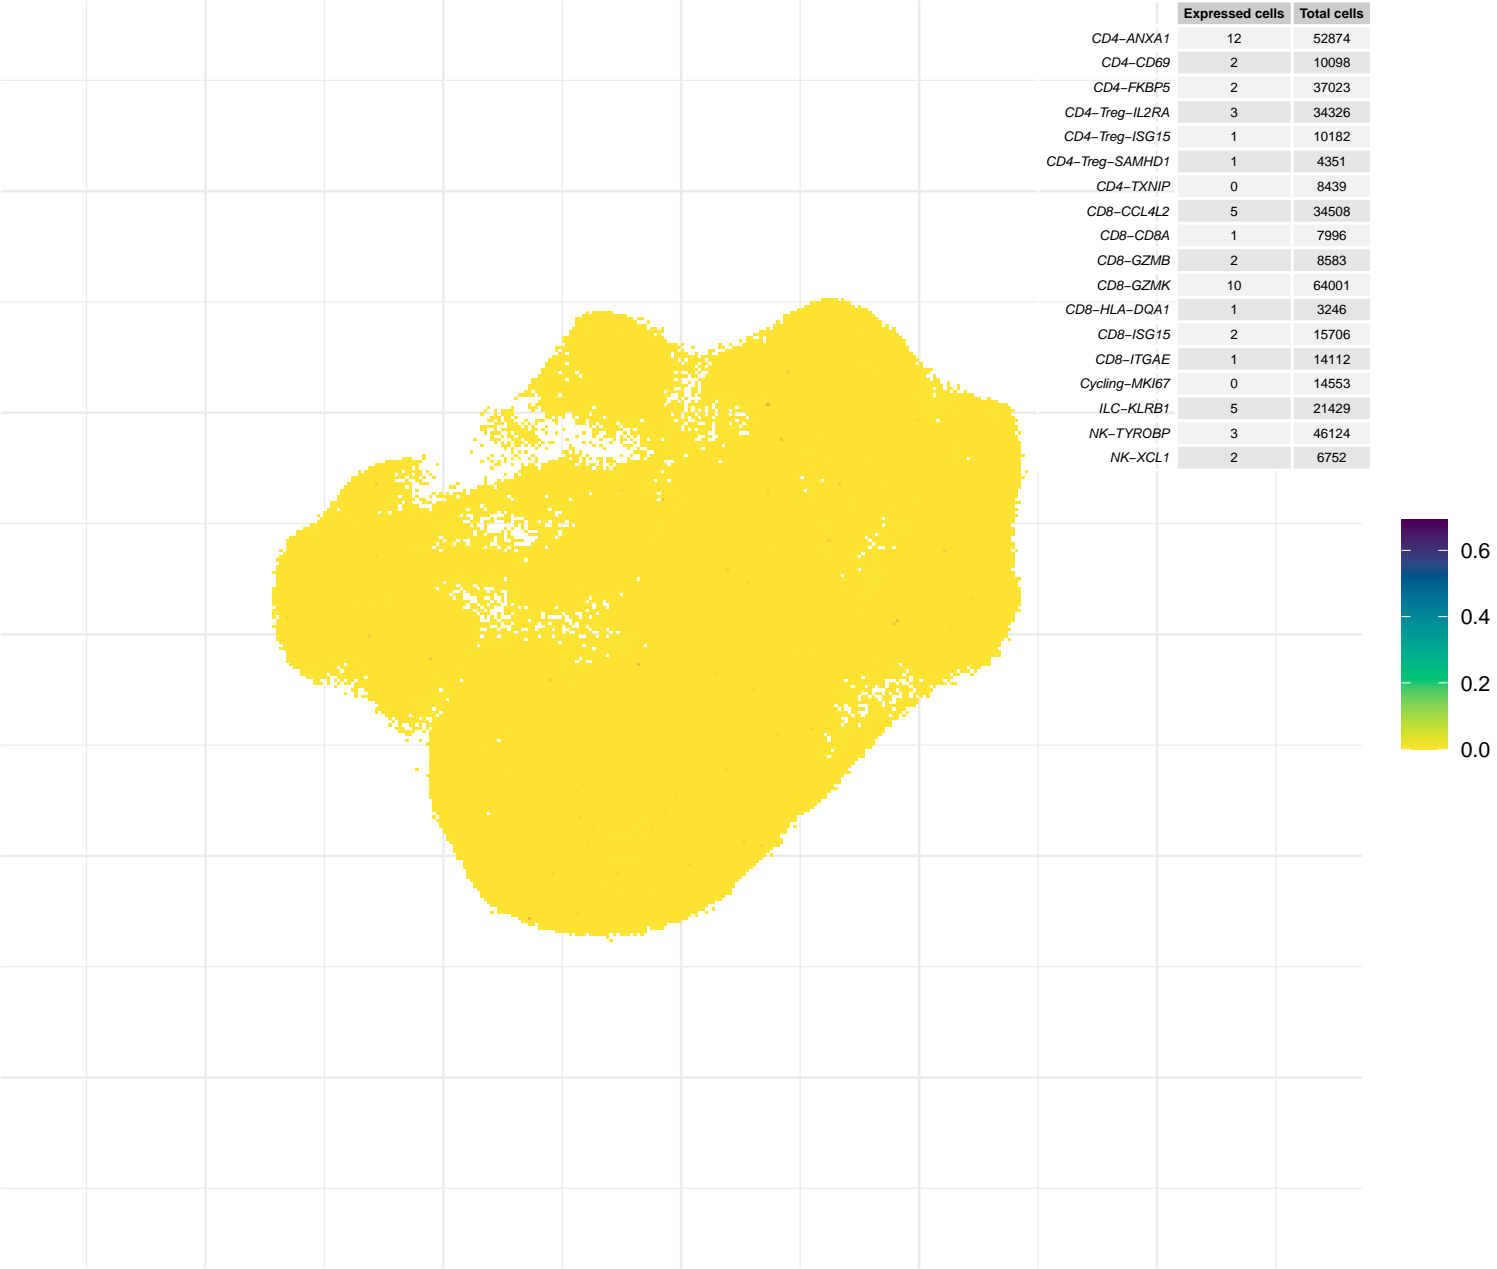 Expressed cells Total cells
CD4−ANXA1 12 52874
CD4−CD69 2 10098
CD4−FKBP5 2 37023
CD4−Treg−IL2RA 3 34326
CD4−Treg−ISG15 1 10182
CD4−Treg−SAMHD1 1 4351
CD4−TXNIP 0 8439
CD8−CCL4L2 5 34508
CD8−CD8A 1 7996
CD8−GZMB 2 8583
CD8−GZMK 10 64001
CD8−HLA−DQA1 1 3246
CD8−ISG15 2 15706
CD8−ITGAE 1 14112
Cycling−MKI67 0 14553
ILC−KLRB1 5 21429
NK−TYROBP 3 46124
NK−XCL1 2 6752
0.6
0.4
0.2
0.0